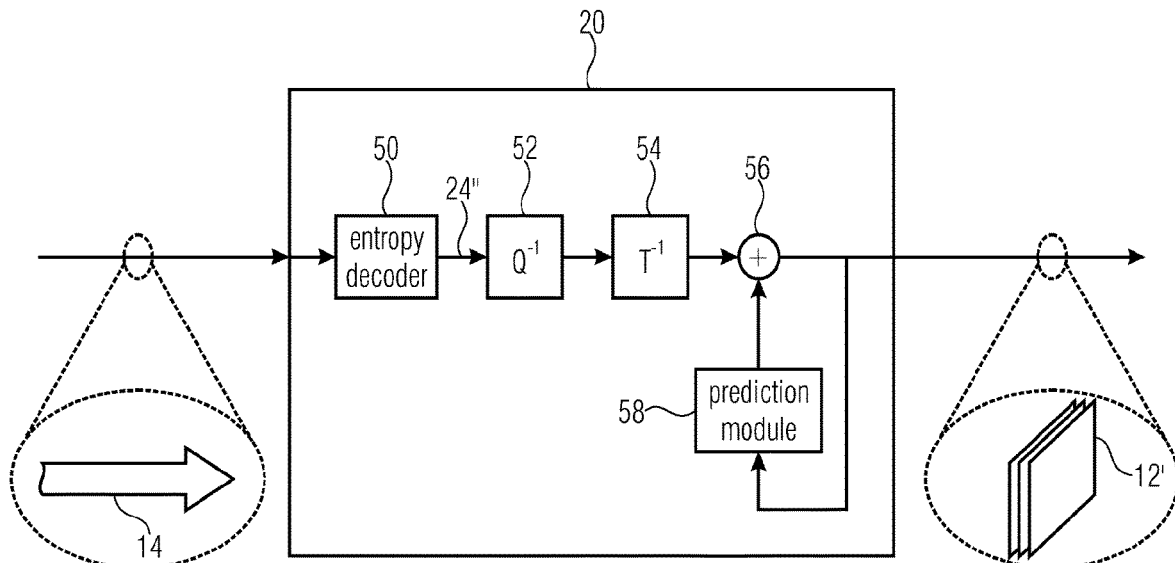 20
50
52
54
56
24"
entropy
decoder
Q-1
T-1
+
58
prediction
module
14
12'